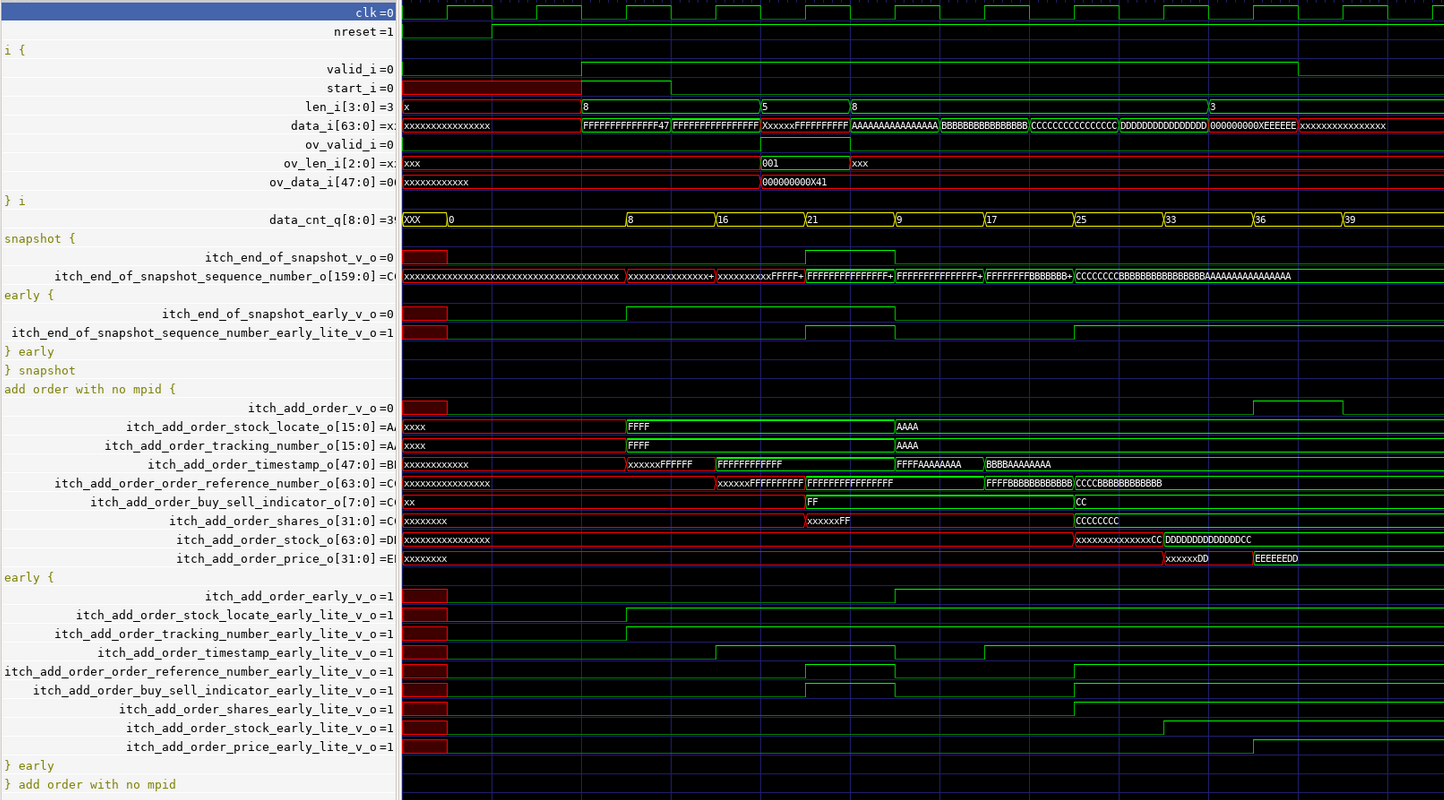 clk =0
nreset =1
i {
valid_i =0
start_i =0
len_i[3:0] =3 x 8 5 8 3
data_i[63:0] =x xxxxxxxxxxxxxxxx FFFFFFFFFFFFFF47 FFFFFFFFFFFFFFFF XxxxxxFFFFFFFFFF AAAAAAAAAAAAAAAA BBBBBBBBBBBBBBBB CCCCCCCCCCCCCCCC DDDDDDDDDDDDDDDD 000000000XEEEEEE xxxxxxxxxxxxxxxx
ov_valid_i =0
ov_len_i[2:0] =x xxx 001 xxx
ov_data_i[47:0] =0 xxxxxxxxxxxx 000000000X41
} i
data_cnt_q[8:0] =39 XXX 0 8 16 21 9 17 25 33 36 39
snapshot {
itch_end_of_snapshot_v_o =0
itch_end_of_snapshot_sequence_number_o[159:0] =C xxxxxxxxxxxxxxxxxxxxxxxxxxxxxxxxxxxxxxxx xxxxxxxxxxxxxxx+ xxxxxxxxxxFFFFF+ FFFFFFFFFFFFFFF+ FFFFFFFFFFFFFFF+ FFFFFFFFBBBBBBB+ CCCCCCCCBBBBBBBBBBBBBBBBAAAAAAAAAAAAAAAA
early {
itch_end_of_snapshot_early_v_o =0
itch_end_of_snapshot_sequence_number_early_lite_v_o =1
} early
} snapshot
add order with no mpid {
itch_add_order_v_o =0
itch_add_order_stock_locate_o[15:0] =A xxxx FFFF AAAA
itch_add_order_tracking_number_o[15:0] =A xxxx FFFF AAAA
itch_add_order_timestamp_o[47:0] =B xxxxxxxxxxxx xxxxxxFFFFFF FFFFFFFFFFFF FFFFAAAAAAAA BBBBAAAAAAAA
itch_add_order_order_reference_number_o[63:0] =C xxxxxxxxxxxxxxxx xxxxxxFFFFFFFFFF FFFFFFFFFFFFFFFF FFFFBBBBBBBBBBBB CCCCBBBBBBBBBBBB
itch_add_order_buy_sell_indicator_o[7:0] =C xx FF CC
itch_add_order_shares_o[31:0] =C xxxxxxxx xxxxxxFF CCCCCCCC
itch_add_order_stock_o[63:0] =D xxxxxxxxxxxxxxxx xxxxxxxxxxxxxxCC DDDDDDDDDDDDDDCC
itch_add_order_price_o[31:0] =E xxxxxxxx xxxxxxDD EEEEEEDD
early {
itch_add_order_early_v_o =1
itch_add_order_stock_locate_early_lite_v_o =1
itch_add_order_tracking_number_early_lite_v_o =1
itch_add_order_timestamp_early_lite_v_o =1
itch_add_order_order_reference_number_early_lite_v_o =1
itch_add_order_buy_sell_indicator_early_lite_v_o =1
itch_add_order_shares_early_lite_v_o =1
itch_add_order_stock_early_lite_v_o =1
itch_add_order_price_early_lite_v_o =1
} early
} add order with no mpid